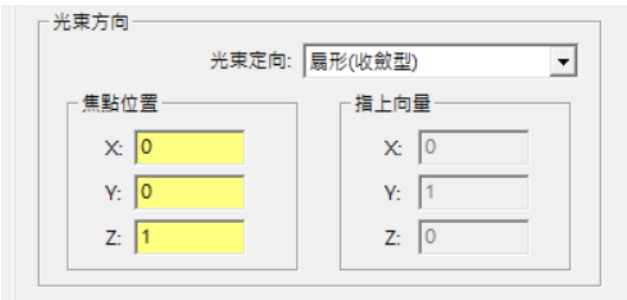 光束方向
光束定向: 扇形(收斂型)
焦點位置 指上向量
X: 0 X: 0
Y: 0 Y: 1
Z: 1 Z: 0